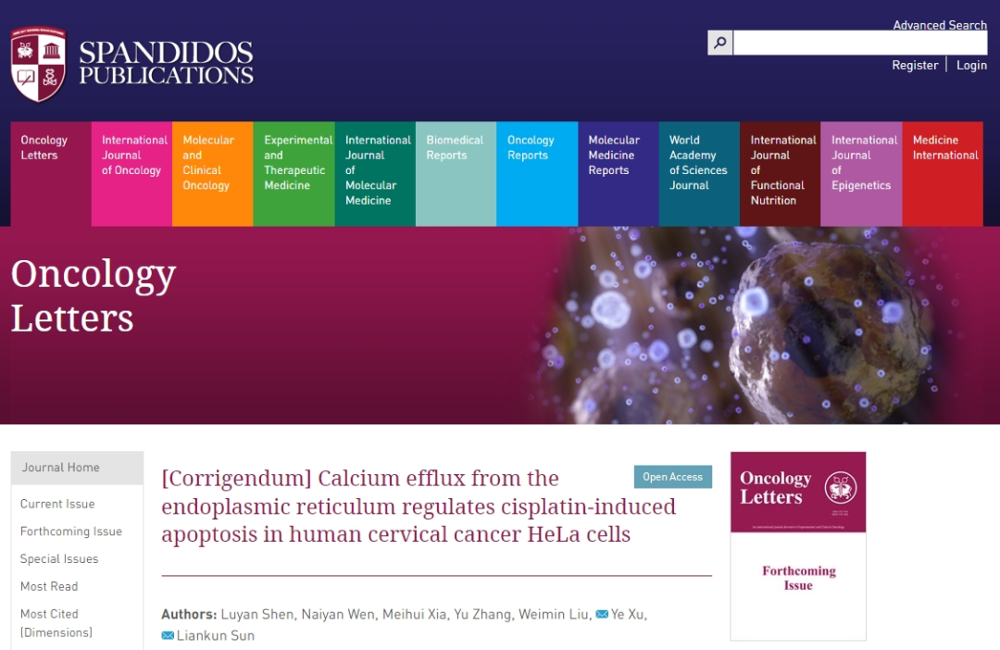 Advanced Search
SPANDIDOS
PUBLICATIONS
Register
Login
Oncology
Letters
International
Journal
of Oncology
Molecular
and
Clinical
Oncology
Experimental
and
Therapeutic
Medicine
International
Journal
of
Molecular
Medicine
Biomedical
Reports
Oncology
Reports
Molecular
Medicine
Reports
World
Academy
of Sciences
Journal
International
Journal
of
Functional
Nutrition
International
Journal
of
Epigenetics
Medicine
International
Oncology
Letters
Journal Home
Current Issue
Forthcoming Issue
Special Issues
Most Read
Most Cited
(Dimensions)
[Corrigendum] Calcium efflux from the
endoplasmic reticulum regulates cisplatin-induced
apoptosis in human cervical cancer HeLa cells
Open Access
Authors: Luyan Shen, Naiyan Wen, Meihui Xia, Yu Zhang, Weimin Liu, Ye Xu,
Liankun Sun
Oncology
Letters
Forthcoming
Issue